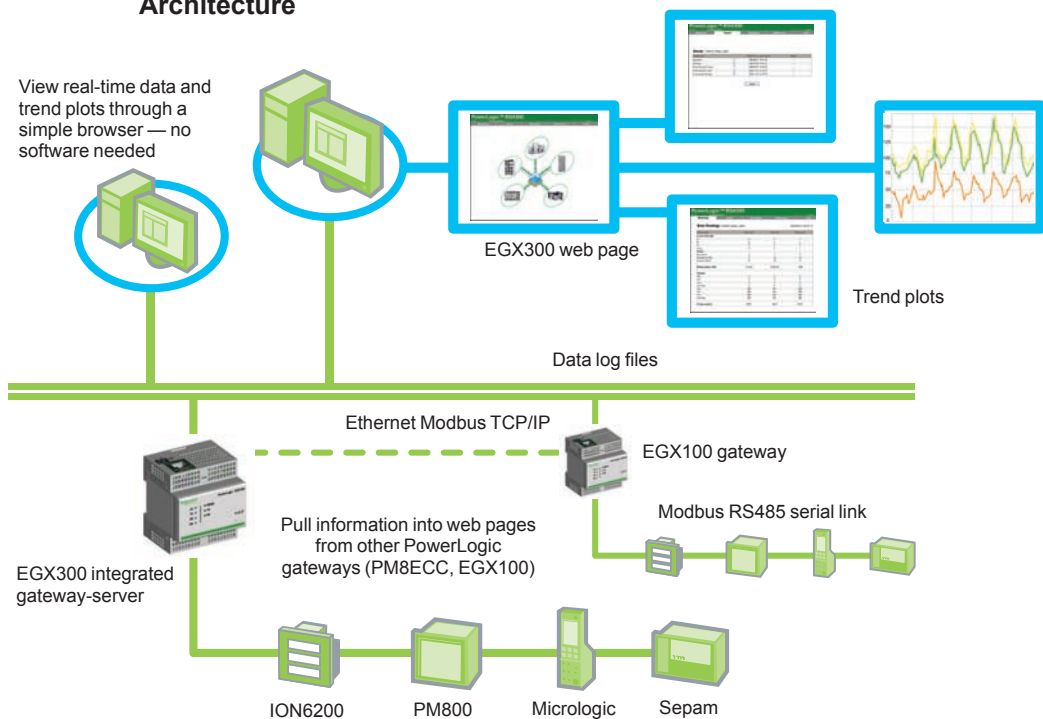 Architecture
View real-time data and
trend plots through a
simple browser — no
software needed
EGX300 web page
Trend plots
Data log files
Ethernet Modbus TCP/IP
EGX100 gateway
Modbus RS485 serial link
Pull information into web pages
from other PowerLogic
gateways (PM8ECC, EGX100)
EGX300 integrated
gateway-server
ION6200
PM800
Micrologic
Sepam